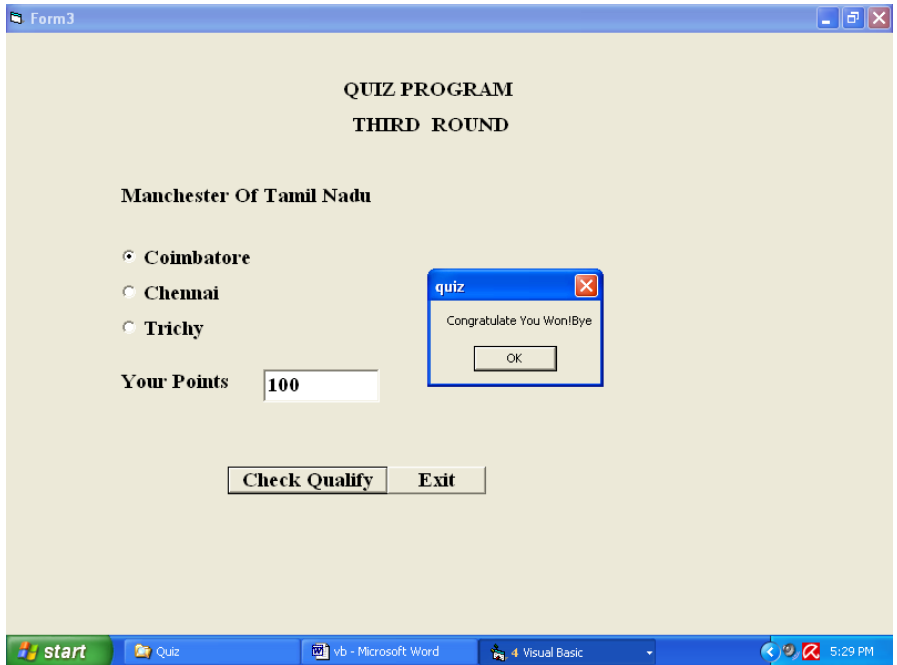 Form3
QUIZ PROGRAM
THIRD ROUND
Manchester Of Tamil Nadu
Coimbatore
Chennai
Trichy
Your Points 100
quiz
Congratulate You Won!Bye
OK
Check Qualify Exit
start Quiz vb - Microsoft Word 4 Visual Basic 5:29 PM